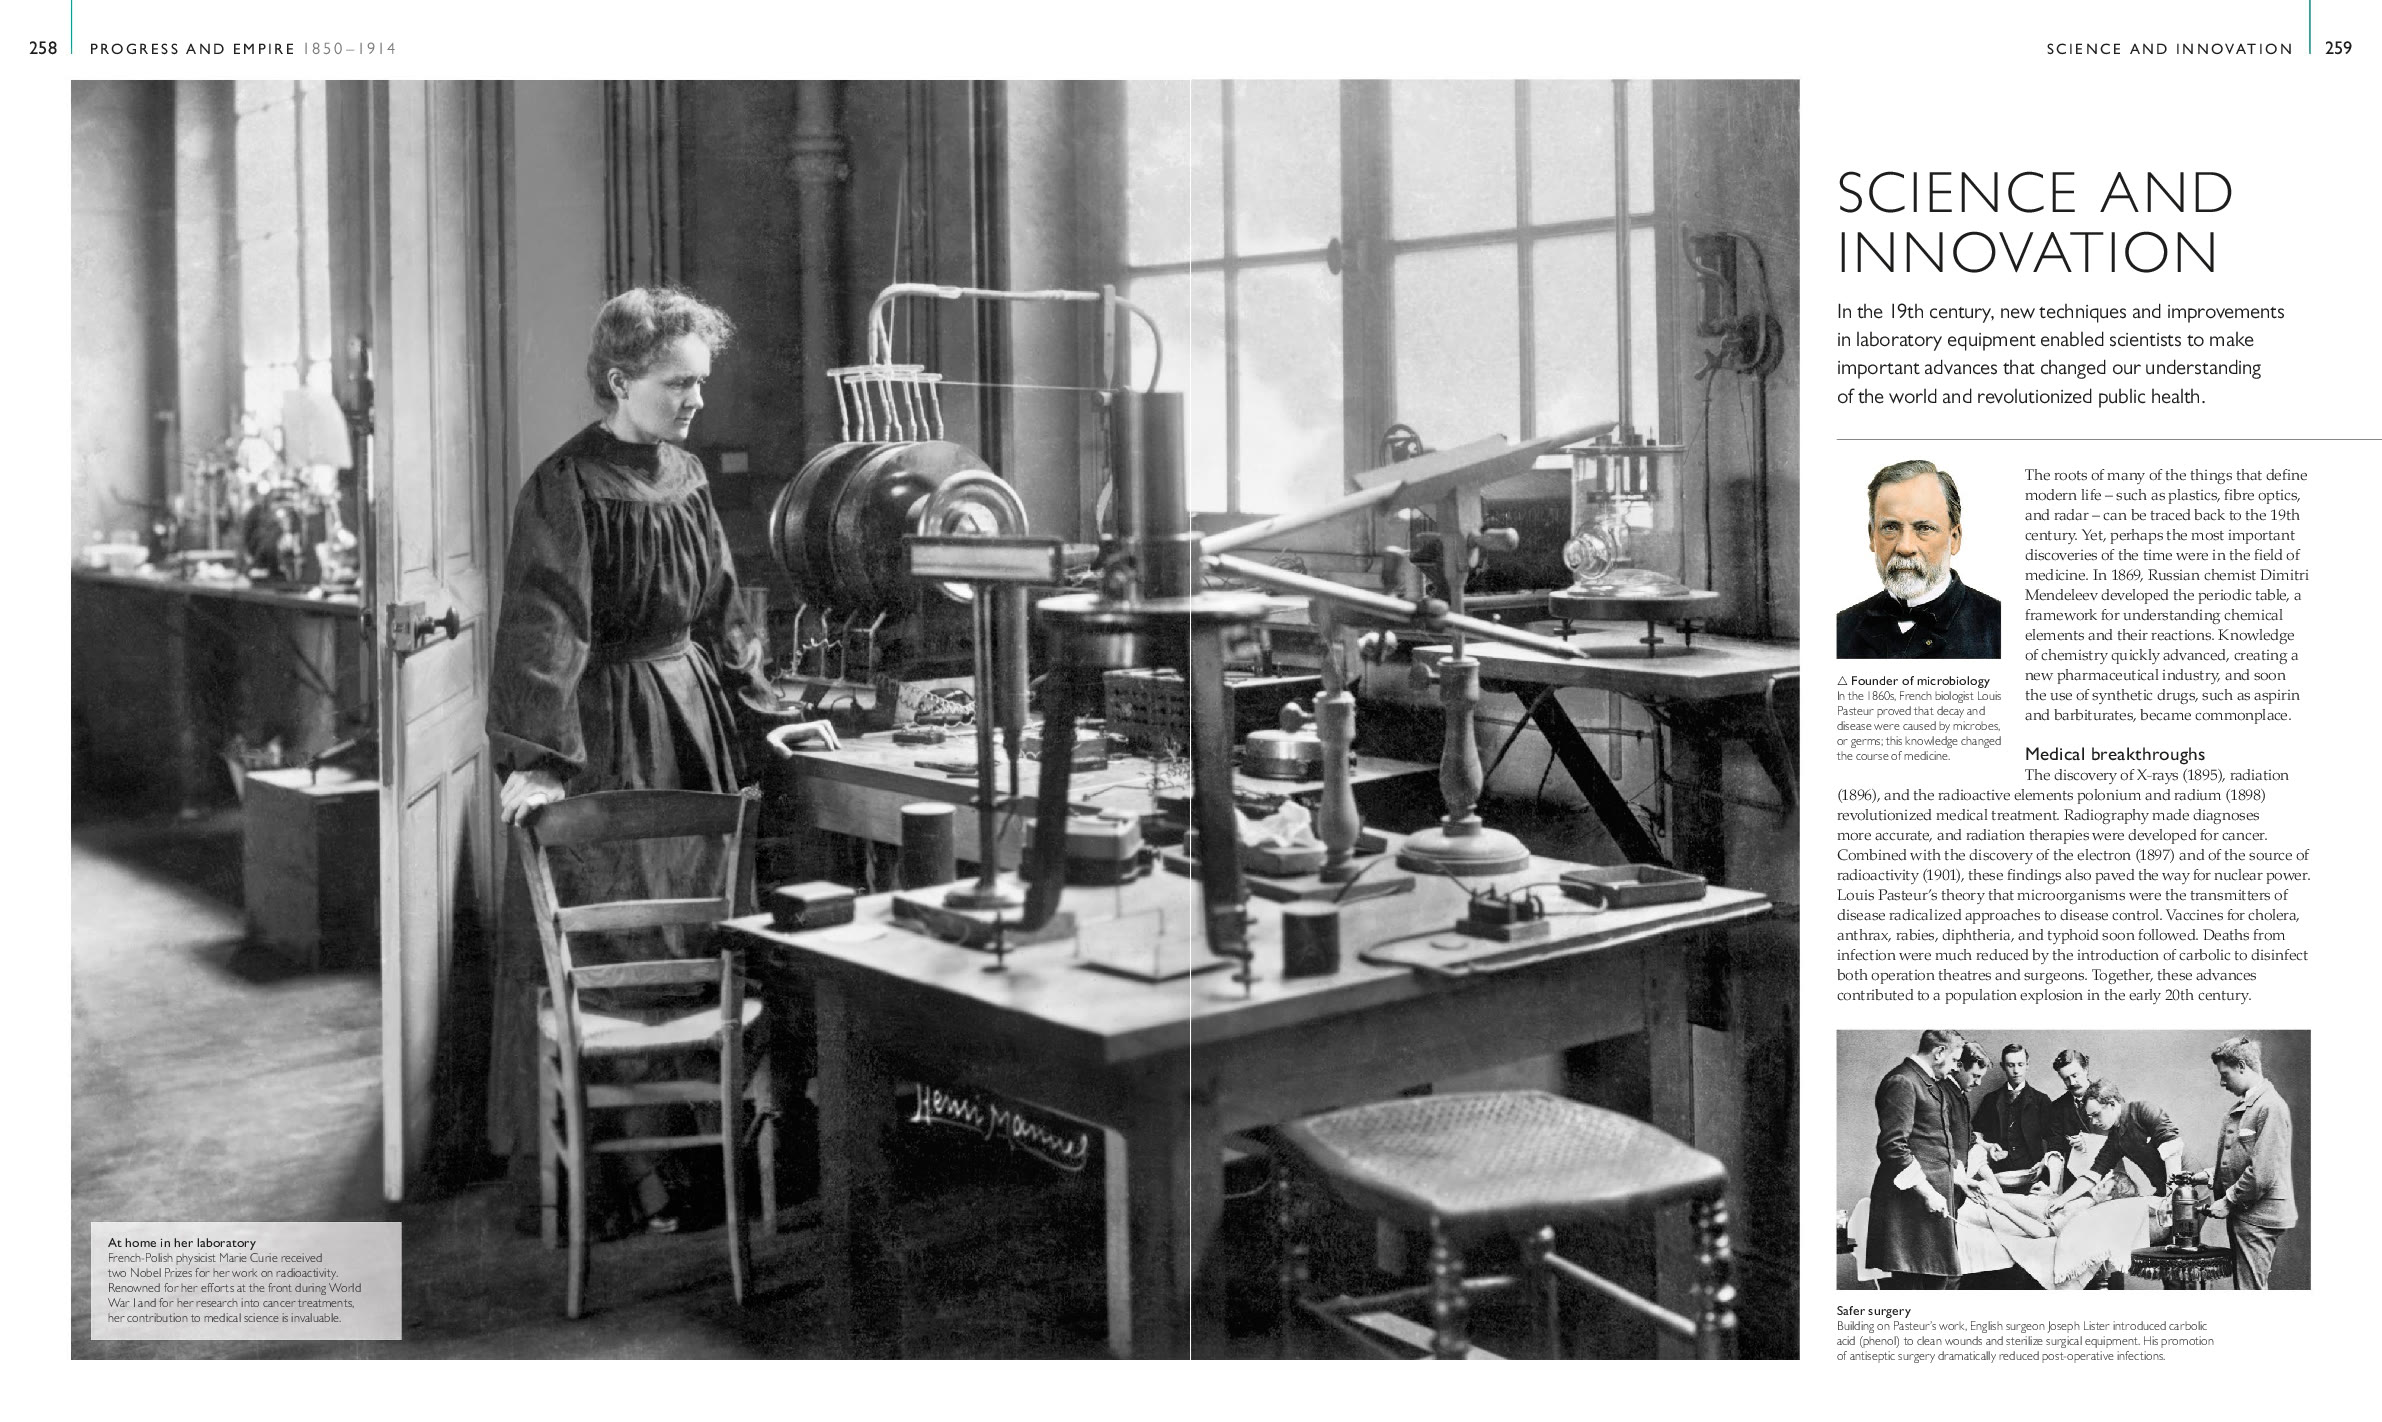 258
PROGRESS AND EMPIRE 1850–1914
SCIENCE AND INNOVATION
259
Henri Manuel
At home in her laboratory
French-Polish physicist Marie Curie received
two Nobel Prizes for her work on radioactivity.
Renowned for her efforts at the front during World
War I and for her research into cancer treatments,
her contribution to medical science is invaluable.
SCIENCE AND
INNOVATION
In the 19th century, new techniques and improvements
in laboratory equipment enabled scientists to make
important advances that changed our understanding
of the world and revolutionized public health.
△ Founder of microbiology
In the 1860s, French biologist Louis
Pasteur proved that decay and
disease were caused by microbes,
or germs; this knowledge changed
the course of medicine.
The roots of many of the things that define
modern life – such as plastics, fibre optics,
and radar – can be traced back to the 19th
century. Yet, perhaps the most important
discoveries of the time were in the field of
medicine. In 1869, Russian chemist Dimitri
Mendeleev developed the periodic table, a
framework for understanding chemical
elements and their reactions. Knowledge
of chemistry quickly advanced, creating a
new pharmaceutical industry, and soon
the use of synthetic drugs, such as aspirin
and barbiturates, became commonplace.
Medical breakthroughs
The discovery of X-rays (1895), radiation
(1896), and the radioactive elements polonium and radium (1898)
revolutionized medical treatment. Radiography made diagnoses
more accurate, and radiation therapies were developed for cancer.
Combined with the discovery of the electron (1897) and of the source of
radioactivity (1901), these findings also paved the way for nuclear power.
Louis Pasteur's theory that microorganisms were the transmitters of
disease radicalized approaches to disease control. Vaccines for cholera,
anthrax, rabies, diphtheria, and typhoid soon followed. Deaths from
infection were much reduced by the introduction of carbolic to disinfect
both operation theatres and surgeons. Together, these advances
contributed to a population explosion in the early 20th century.
Safer surgery
Building on Pasteur's work, English surgeon Joseph Lister introduced carbolic
acid (phenol) to clean wounds and sterilize surgical equipment. His promotion
of antiseptic surgery dramatically reduced post-operative infections.